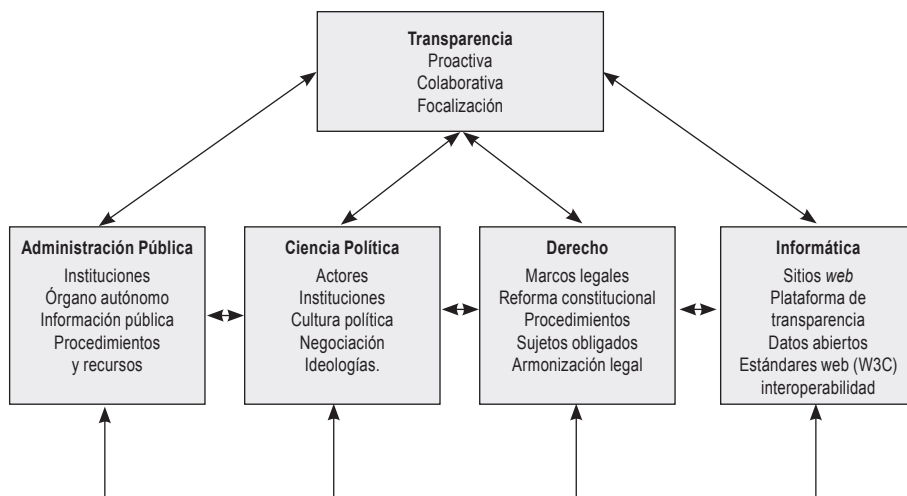 Transparencia
Proactiva
Colaborativa
Focalización
Administración Pública
Instituciones
Órgano autónomo
Información pública
Procedimientos
y recursos
Ciencia Política
Actores
Instituciones
Cultura política
Negociación
Ideologías.
Derecho
Marcos legales
Reforma constitucional
Procedimientos
Sujetos obligados
Armonización legal
Informática
Sitios web
Plataforma de
transparencia
Datos abiertos
Estándares web (W3C)
interoperabilidad